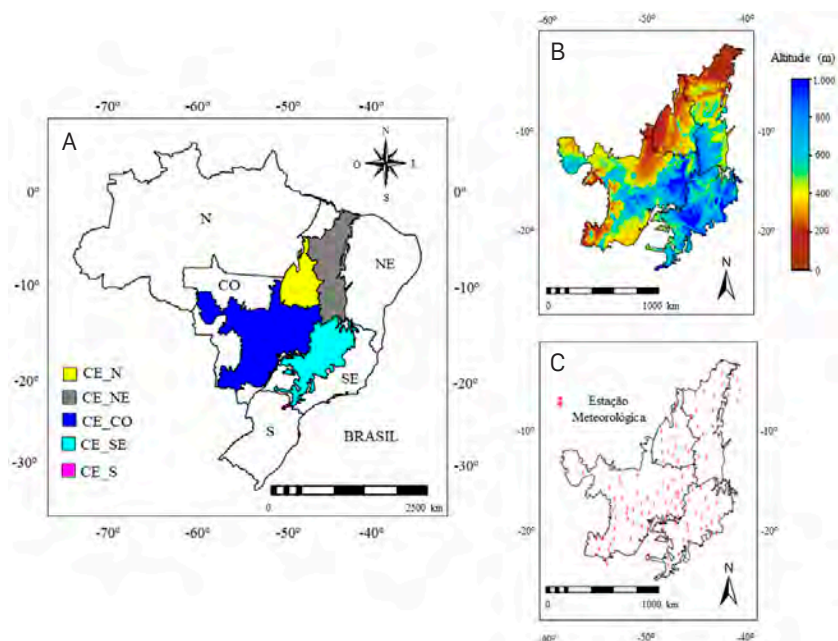 A
-70° -60° -50° -40°
N
O L
S
0° 0°
-10° -10°
-20° -20°
-30° -30°
N
CO
NE
SE
S
BRASIL
CE_N
CE_NE
CE_CO
CE_SE
CE_S
0 2500 km
-70° -60° -50° -40°
B
-60° -50° -40°
Altitude (m)
1.000
800
600
400
200
0
-10° -10°
-20° -20°
N
0 1000 km
C
Estação
Meteorológica
-10° -10°
-20° -20°
N
0 1000 km
-60° -50° -40°